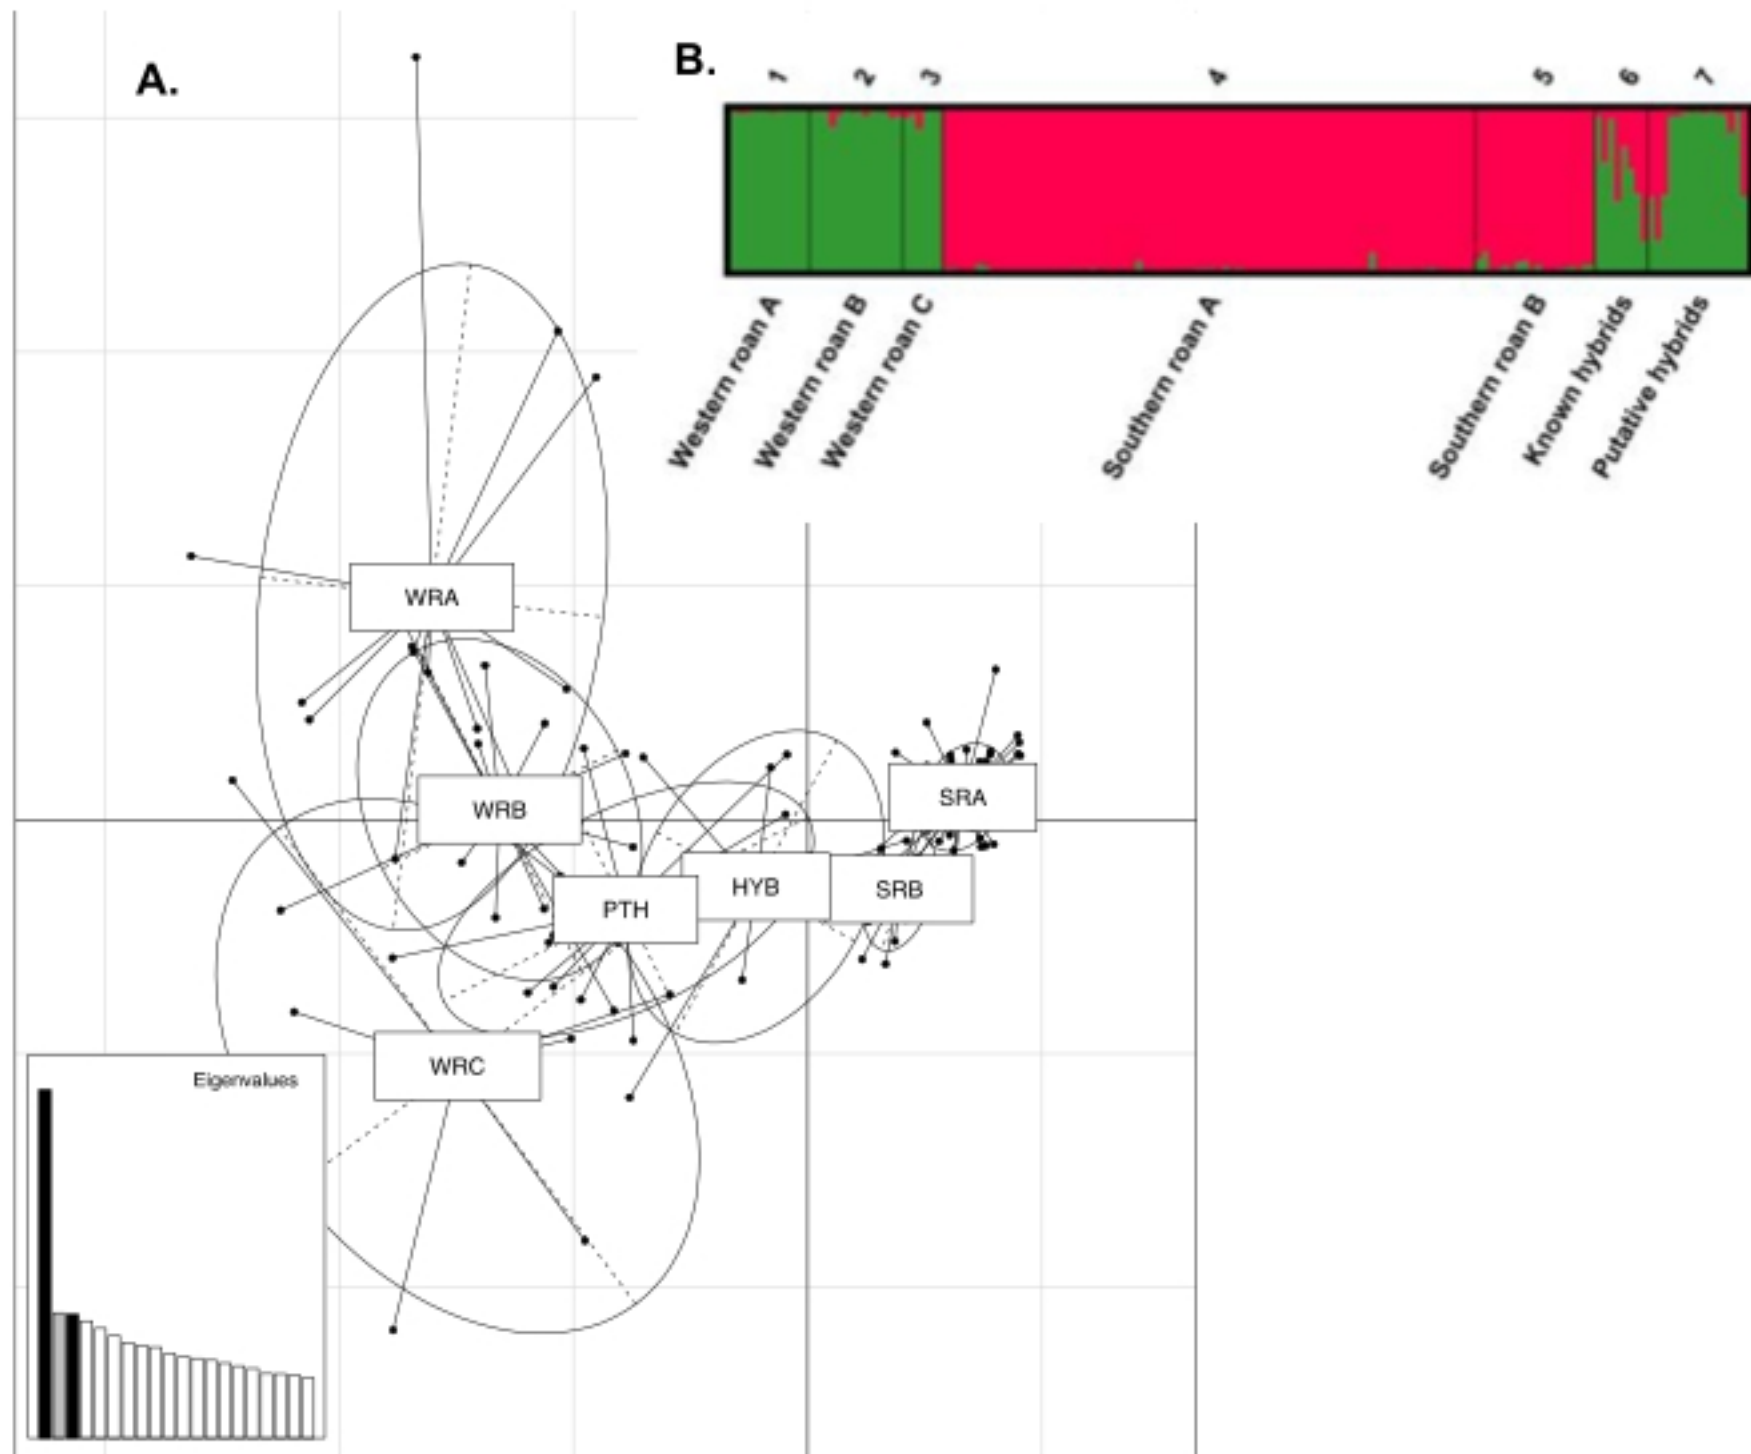 A.
B.
1 2 3 4 5 6 7
Western roan A
Western roan B
Western roan C
Southern roan A
Southern roan B
Known hybrids
Putative hybrids
WRA
WRB
SRA
HYB
SRB
PTH
WRC
Eigenvalues